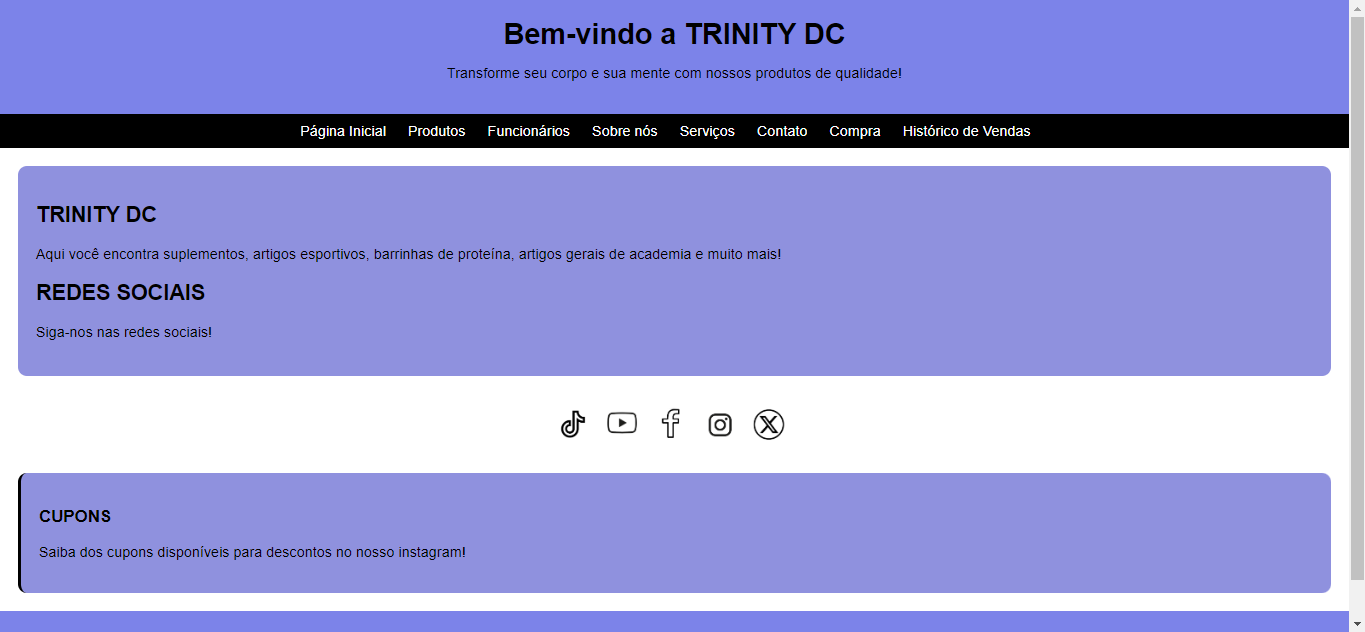 Bem-vindo a TRINITY DC
Transforme seu corpo e sua mente com nossos produtos de qualidade!
Página Inicial Produtos Funcionários Sobre nós Serviços Contato Compra Histórico de Vendas
TRINITY DC
Aqui você encontra suplementos, artigos esportivos, barrinhas de proteína, artigos gerais de academia e muito mais!
REDES SOCIAIS
Siga-nos nas redes sociais!
CUPONS
Saiba dos cupons disponíveis para descontos no nosso instagram!